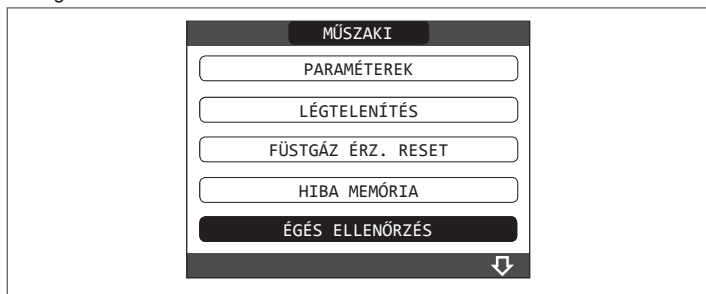 MŰSZAKI
PARAMÉTEREK
LÉGTELENÍTÉS
FÜSTGÁZ ÉRZ. RESET
HIBA MEMÓRIA
ÉGÉS ELLENŐRZÉS